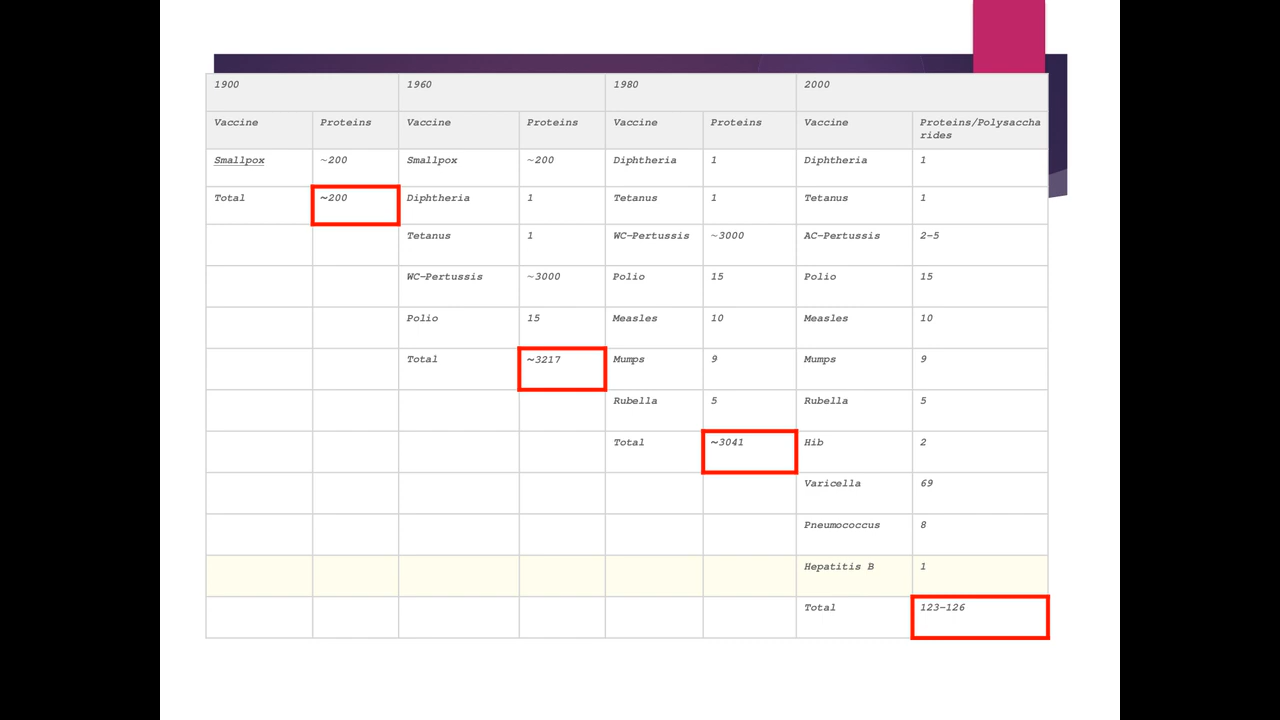 1900 1960 1980 2000
Vaccine Proteins Vaccine Proteins Vaccine Proteins Vaccine Proteins/Polysaccha
rides
Smallpox ~200 Smallpox ~200 Diphtheria 1 Diphtheria 1
Total ~200 Diphtheria 1 Tetanus 1 Tetanus 1
Tetanus 1 WC-Pertussis ~3000 AC-Pertussis 2-5
WC-Pertussis ~3000 Polio 15 Polio 15
Polio 15 Measles 10 Measles 10
Total ~3217 Mumps 9 Mumps 9
Rubella 5 Rubella 5
Total ~3041 Hib 2
Varicella 69
Pneumococcus 8
Hepatitis B 1
Total 123-126